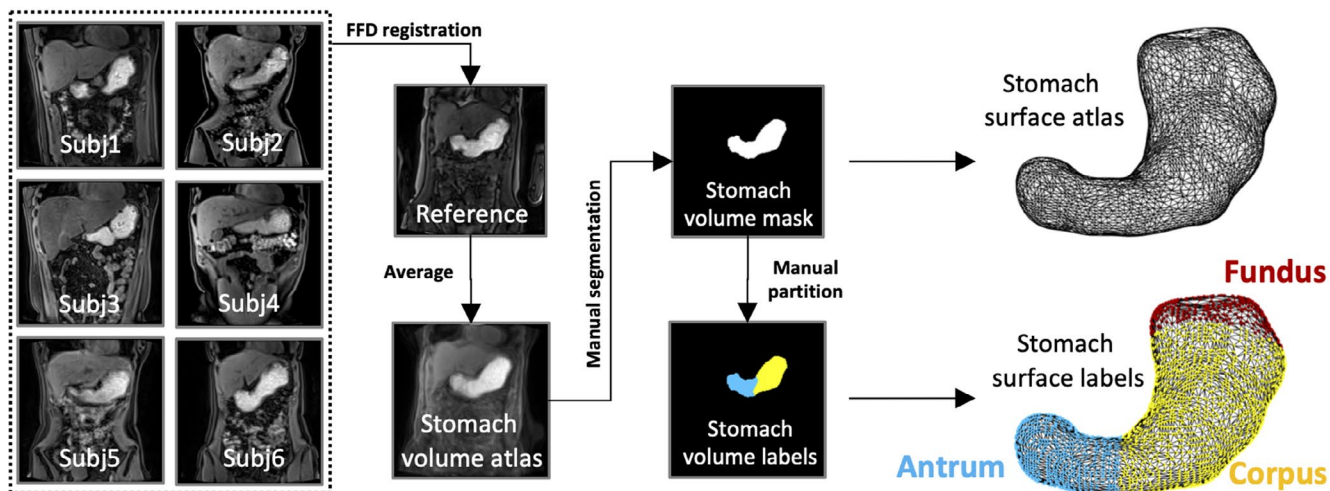 Subj1
Subj2
Subj3
Subj4
Subj5
Subj6
FFD registration
Reference
Average
Stomach
volume atlas
Manual segmentation
Stomach
volume mask
Manual
partition
Stomach
volume labels
Stomach
surface atlas
Stomach
surface labels
Fundus
Antrum
Corpus